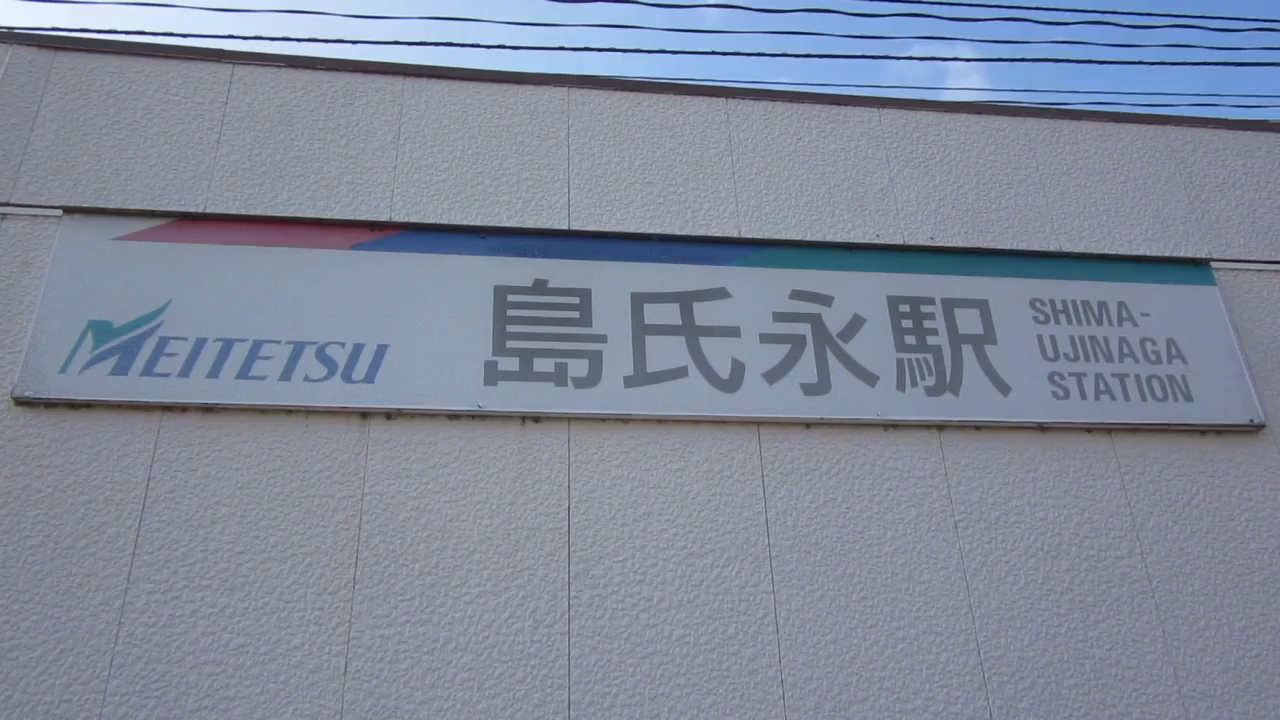 MEITETSU
島氏永駅
SHIMA-
UJINAGA
STATION